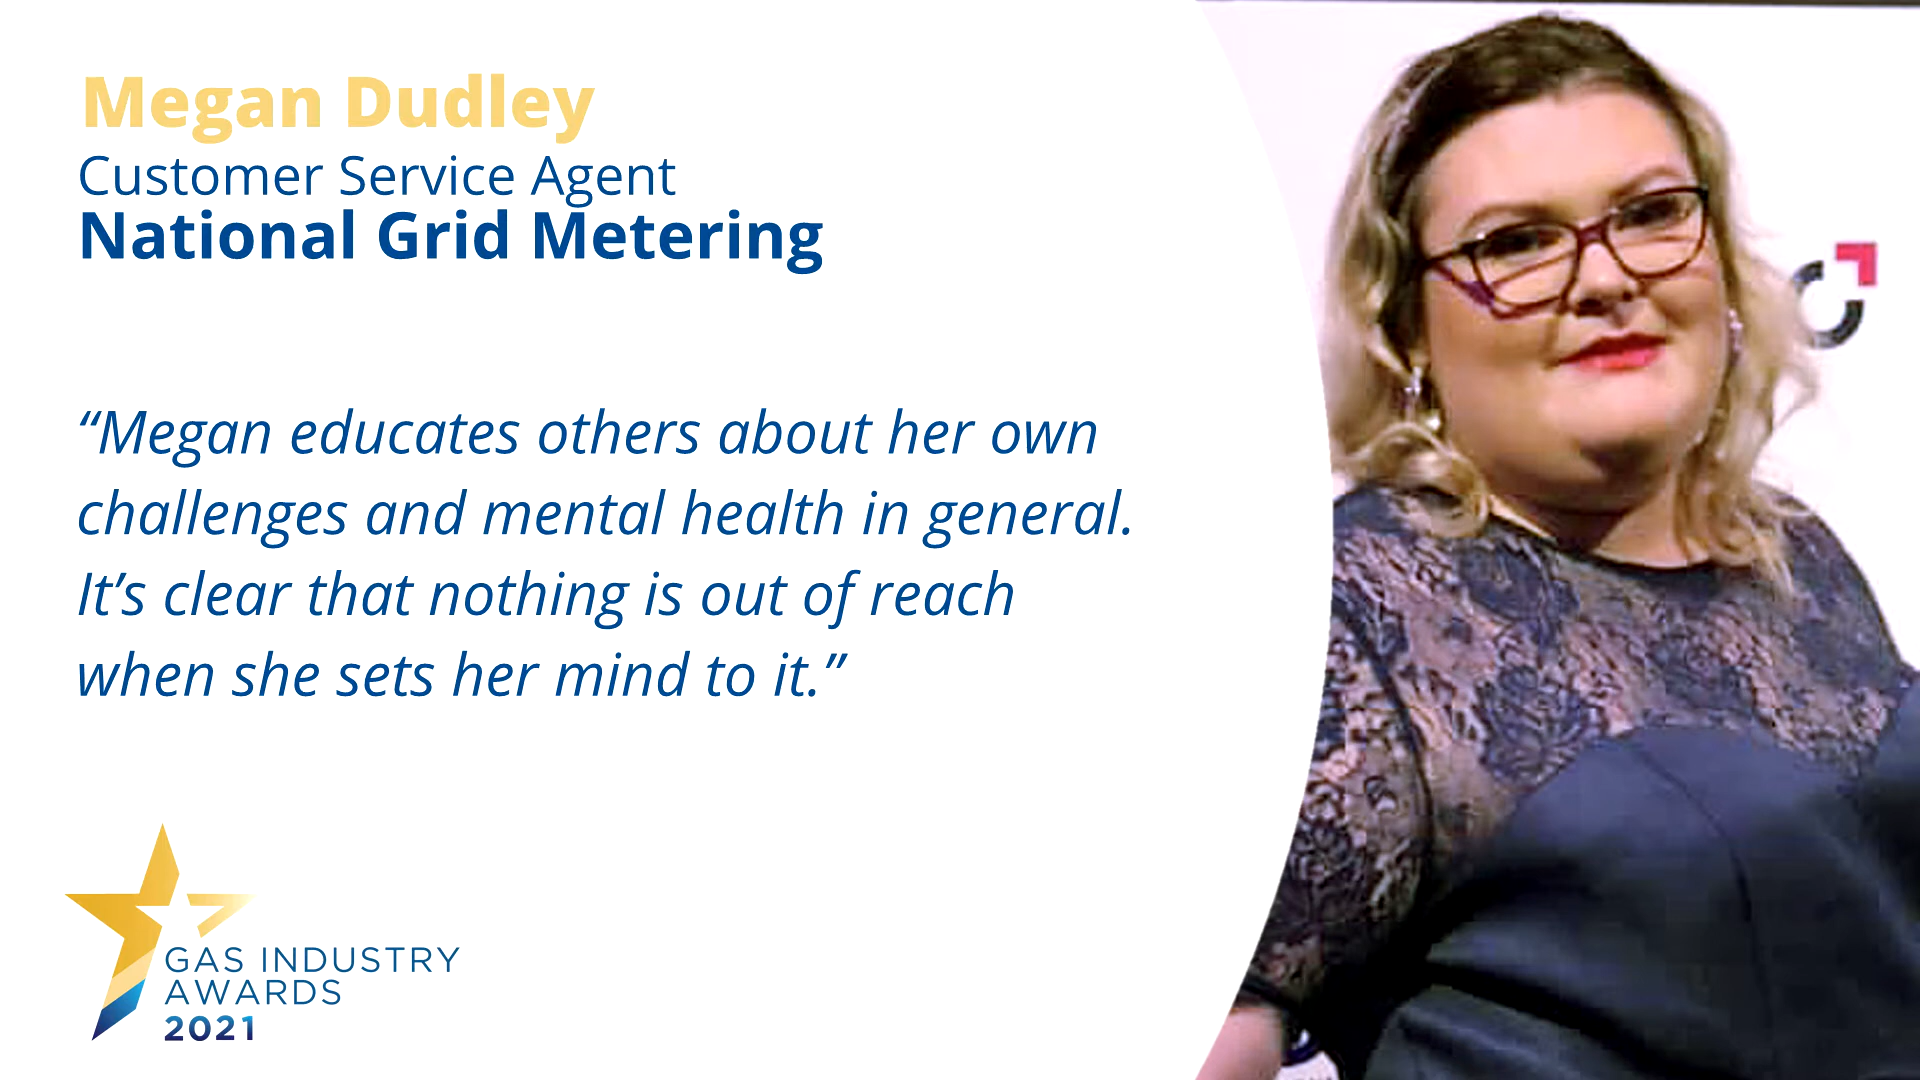 Megan Dudley
Customer Service Agent
National Grid Metering
“Megan educates others about her own
challenges and mental health in general.
It’s clear that nothing is out of reach
when she sets her mind to it.”
GAS INDUSTRY
AWARDS
2021